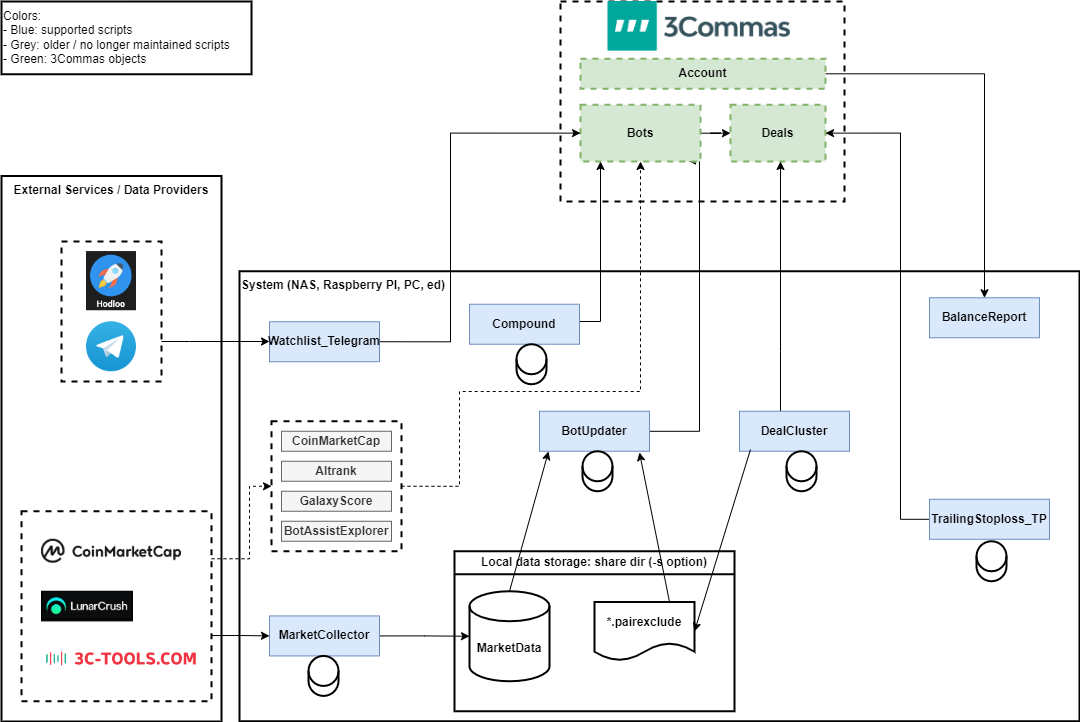 Colors:
- Blue: supported scripts
- Grey: older / no longer maintained scripts
- Green: 3Commas objects
3Commas
Account
Bots
Deals
External Services / Data Providers
Hodloo
CoinMarketCap
LunarCrush
3C-TOOLS.COM
System (NAS, Raspberry PI, PC, ed)
Watchlist_Telegram
Compound
BalanceReport
CoinMarketCap
Altrank
GalaxyScore
BotAssistExplorer
BotUpdater
DealCluster
TrailingStoploss_TP
MarketCollector
Local data storage: share dir (-s option)
MarketData
*.pairexclude